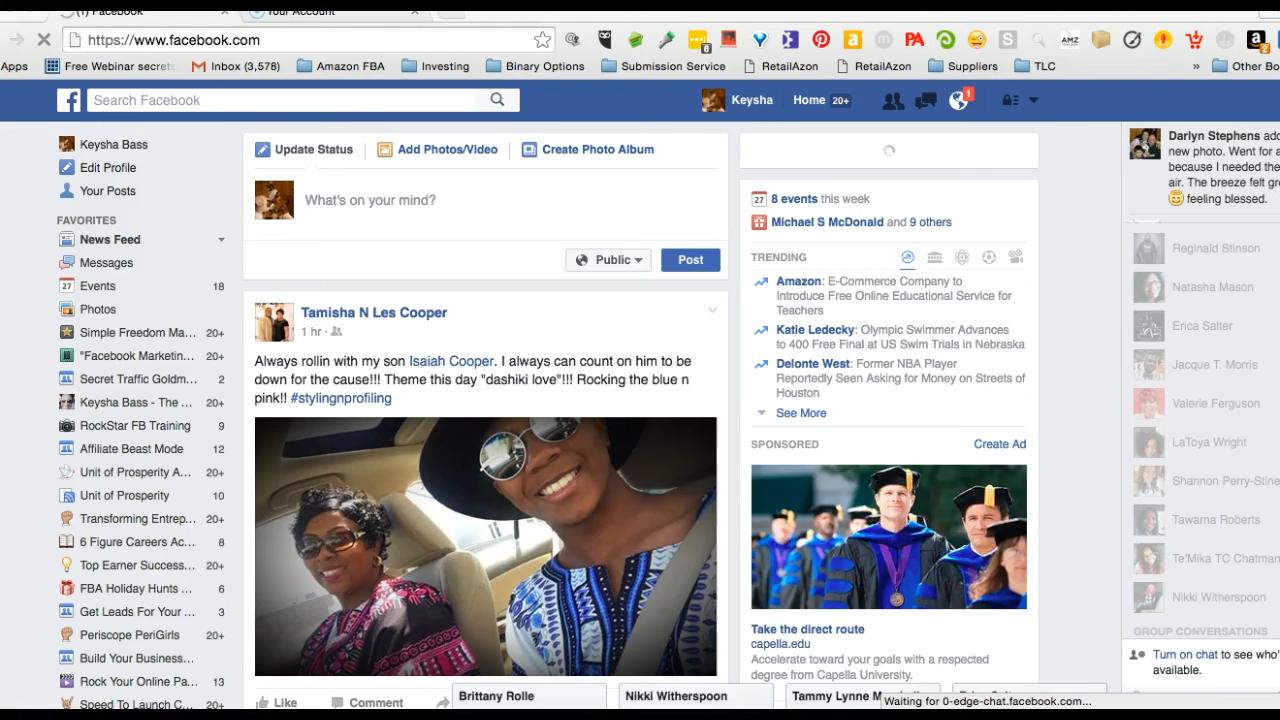 (1) Facebook
Your Account
https://www.facebook.com
6
AMZ
2
Apps
Free Webinar secret
Inbox (3,578)
Amazon FBA
Investing
Binary Options
Submission Service
RetailAzon
RetailAzon
Suppliers
TLC
»
Other Bo
Search Facebook
Keysha
Home 20+
1
Keysha Bass
Edit Profile
Your Posts
FAVORITES
News Feed
Messages
Events 18
Photos
Simple Freedom Ma... 20+
"Facebook Marketin... 20+
Secret Traffic Goldm... 2
Keysha Bass - The ... 20+
RockStar FB Training 9
Affiliate Beast Mode 12
Unit of Prosperity A... 20+
Unit of Prosperity 10
Transforming Entrep... 20+
6 Figure Careers Ac... 8
Top Earner Success... 20+
FBA Holiday Hunts 6
Get Leads For Your ... 3
Periscope PeriGirls 20+
Build Your Business...
Rock Your Online Pa... 13
Speed To Launch C... 20+
Update Status
Add Photos/Video
Create Photo Album
What's on your mind?
Public
Post
Tamisha N Les Cooper
1 hr ·
Always rollin with my son Isaiah Cooper. I always can count on him to be
down for the cause!!! Theme this day "dashiki love"!!! Rocking the blue n
pink!! #stylingnprofiling
Like
Comment
27 8 events this week
Michael S McDonald and 9 others
TRENDING
Amazon: E-Commerce Company to
Introduce Free Online Educational Service for
Teachers
Katie Ledecky: Olympic Swimmer Advances
to 400 Free Final at US Swim Trials in Nebraska
Delonte West: Former NBA Player
Reportedly Seen Asking for Money on Streets of
Houston
See More
SPONSORED
Create Ad
Take the direct route
capella.edu
Accelerate toward your goals with a respected
degree from Capella University.
Darlyn Stephens add
new photo. Went for a
because I needed the
air. The breeze felt gre
feeling blessed.
Reginald Stinson
Natasha Mason
Erica Salter
Jacque T. Morris
Valerie Ferguson
LaToya Wright
Shannon Perry-Stine
Tawarna Roberts
Te'Mika TC Chatman
Nikki Witherspoon
GROUP CONVERSATIONS
Turn on chat to see who'
available.
Brittany Rolle
Nikki Witherspoon
Tammy Lynne M
Waiting for 0-edge-chat.facebook.com...